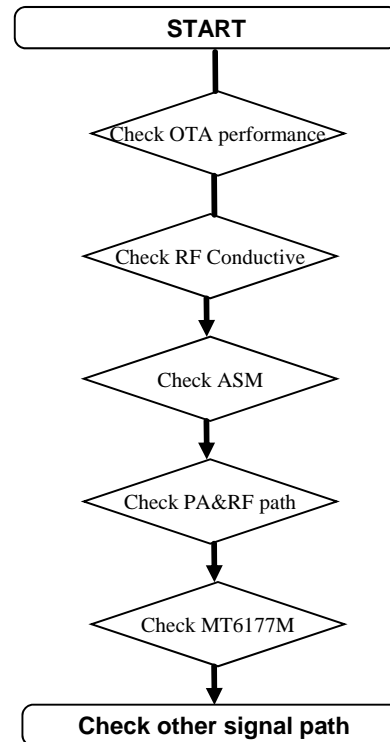 START
Check OTA performance
Check RF Conductive
Check ASM
Check PA&RF path
Check MT6177M
Check other signal path